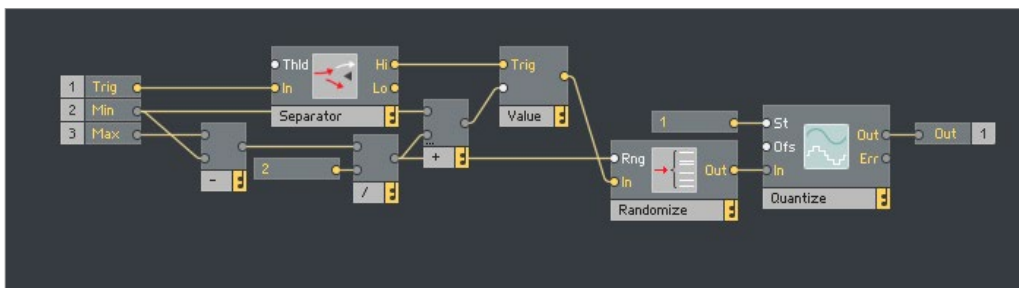 1 Trig
2 Min
3 Max
Thld Hi
In Lo
Separator
-
2
/
...
+
Trig
Value
1
Rng
In Out
Randomize
St Out
Ofs Err
In
Quantize
Out 1